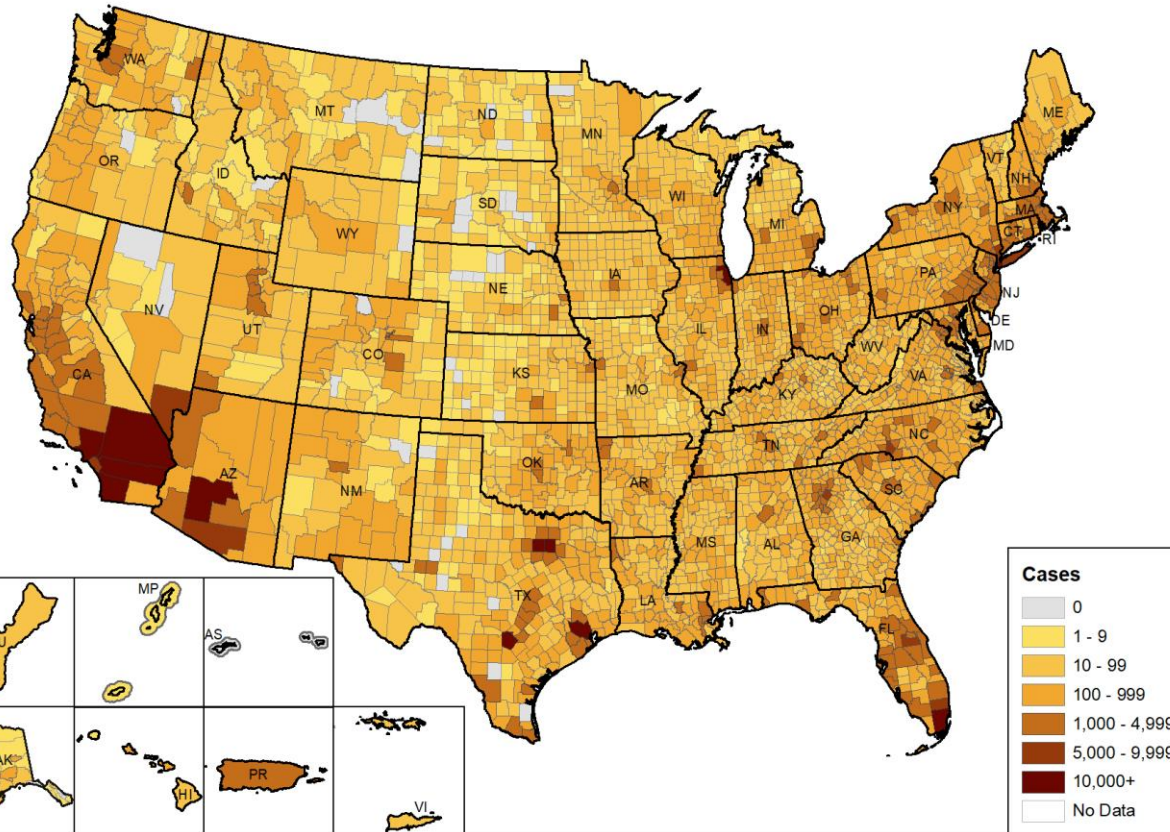 WA
MT
ND
MN
ME
OR
ID
SD
WI
VT
NH
NY
MA
WY
MI
CT
RI
IA
PA
NE
NJ
NV
UT
IL
IN
OH
DE
CO
MD
CA
KS
MO
WV
VA
KY
AZ
OK
TN
NC
NM
AR
SC
MS
AL
GA
TX
LA
FL
MP
AS
AK
HI
PR
VI
Cases
0
1 - 9
10 - 99
100 - 999
1,000 - 4,999
5,000 - 9,999
10,000+
No Data